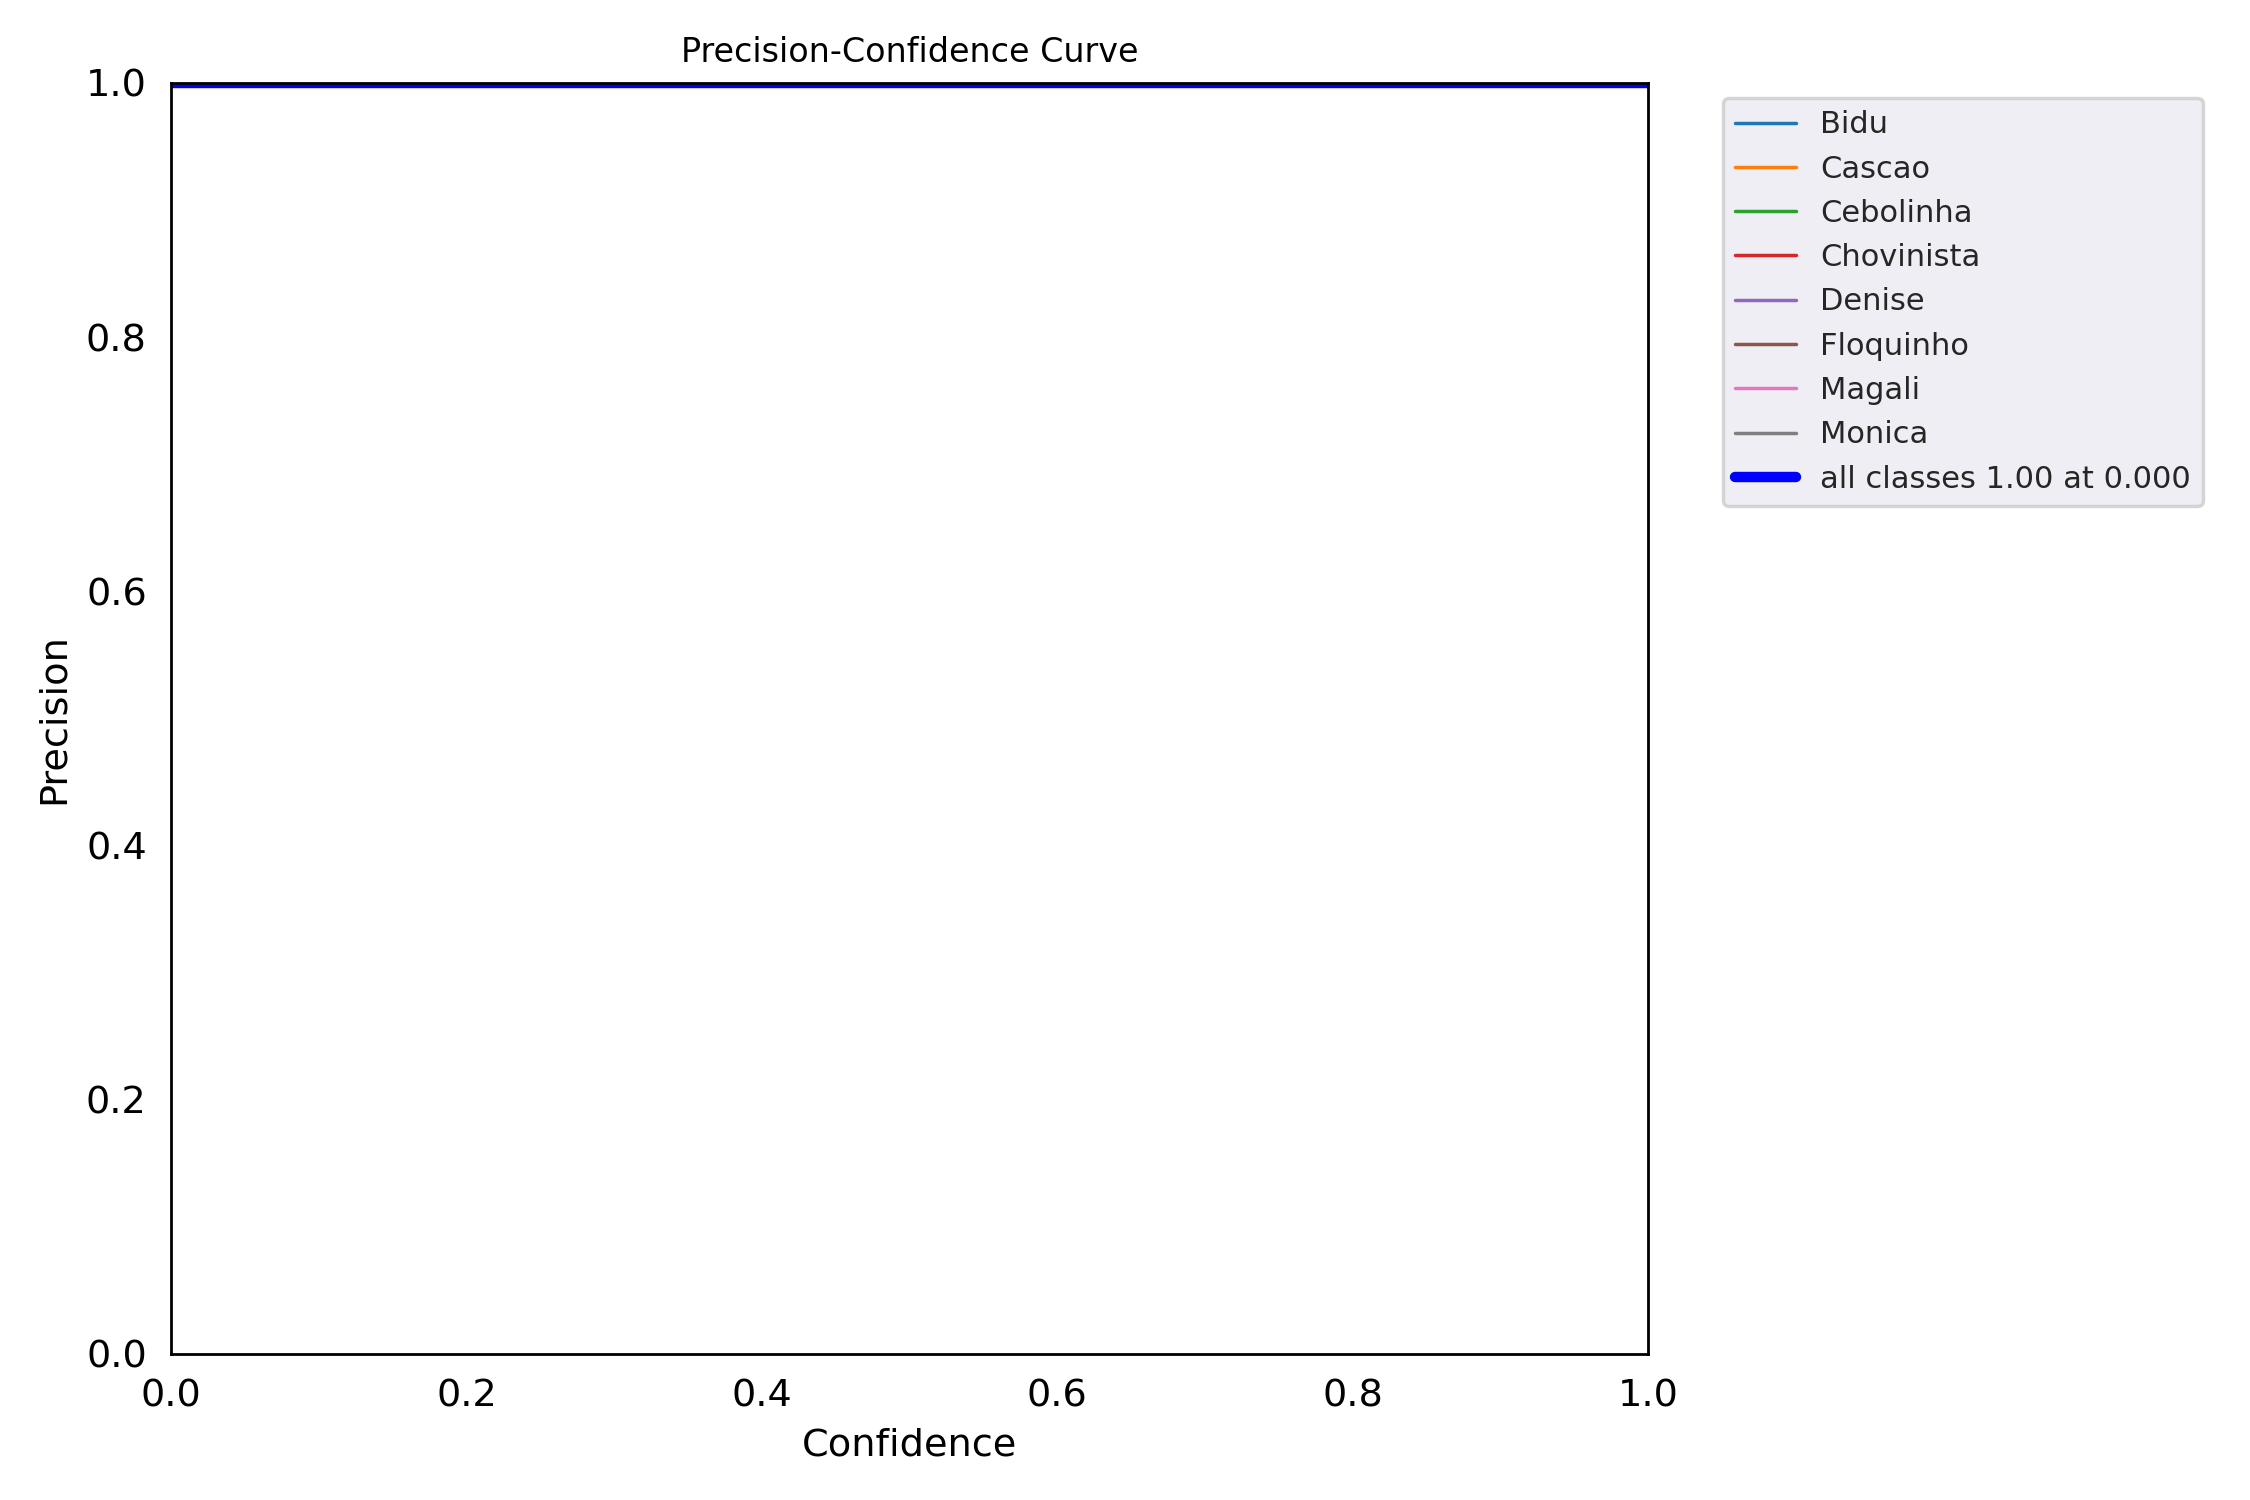 Precision-Confidence Curve
1.0
0.8
0.6
0.4
0.2
0.0
Precision
0.0 0.2 0.4 0.6 0.8 1.0
Confidence
Bidu
Cascao
Cebolinha
Chovinista
Denise
Floquinho
Magali
Monica
all classes 1.00 at 0.000